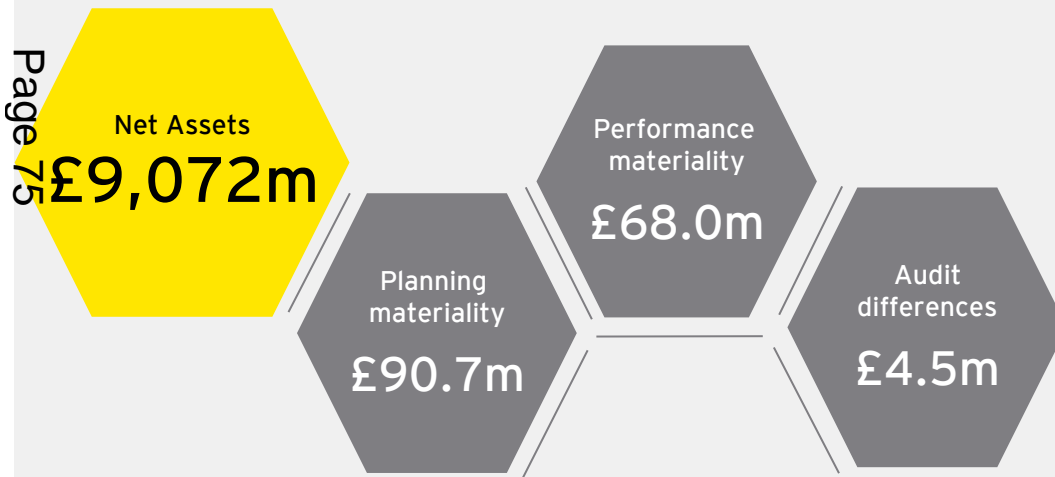 Page 75
Net Assets
£9,072m
Planning
materiality
£90.7m
Performance
materiality
£68.0m
Audit
differences
£4.5m